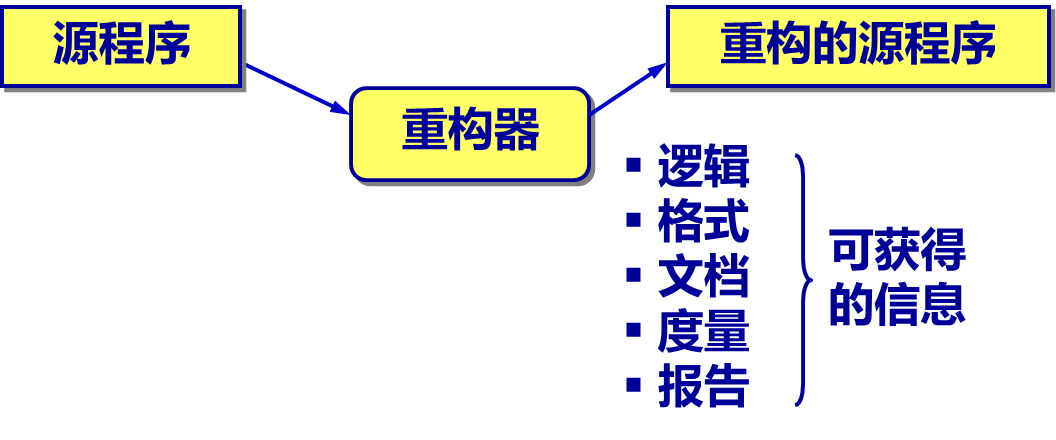 源程序
重构的源程序
重构器
▪ 逻辑
▪ 格式
▪ 文档
▪ 度量
▪ 报告
可获得
的信息